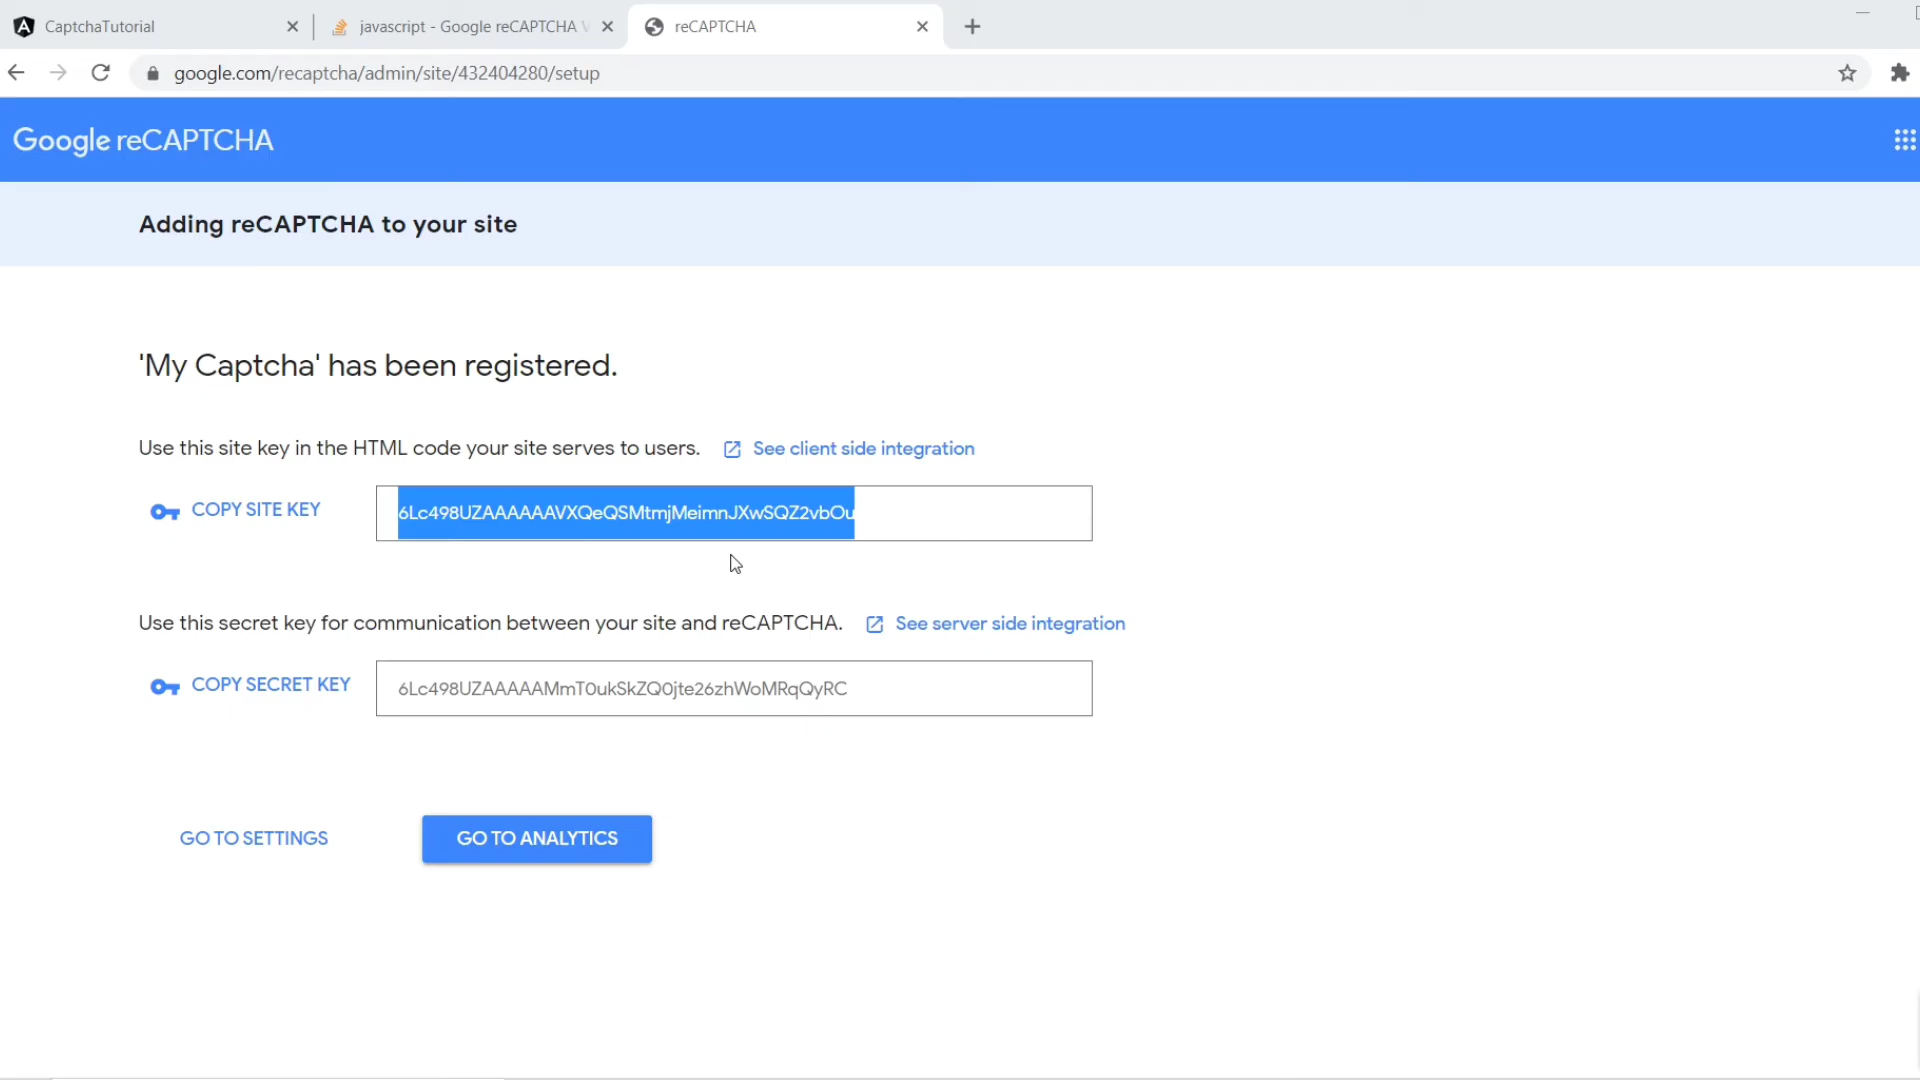 CaptchaTutorial
javascript - Google reCAPTCHA
reCAPTCHA
google.com/recaptcha/admin/site/432404280/setup
Google reCAPTCHA
Adding reCAPTCHA to your site
'My Captcha' has been registered.
Use this site key in the HTML code your site serves to users. See client side integration
COPY SITE KEY
6Lc498UZAAAAAAVXQeQSMtmjMeimnJXwSQZ2vbOu
Use this secret key for communication between your site and reCAPTCHA. See server side integration
COPY SECRET KEY
6Lc498UZAAAAAMmT0ukSkZQ0jte26zhWoMRqQyRC
GO TO SETTINGS
GO TO ANALYTICS